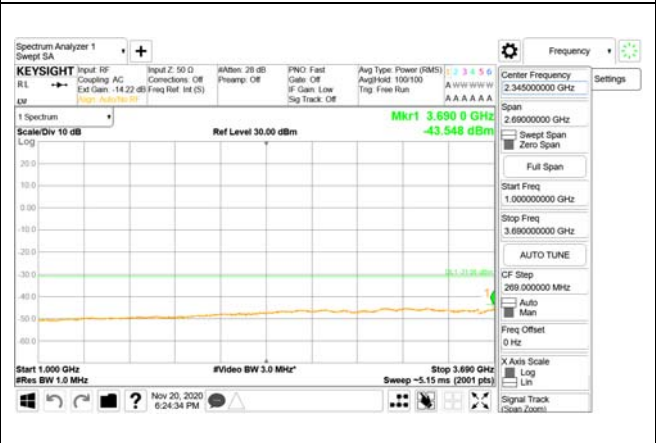 Spectrum Analyzer 1
Swept SA
+
Frequency
KEYSIGHT
RL
Input: RF
Coupling: AC
Ext Gain: -14.22 dB
Align: Auto/No RF
Input Z: 50 Ω
Corrections: Off
Freq Ref: Int (S)
#Atten: 28 dB
Preamp: Off
PNO: Fast
Gate: Off
IF Gain: Low
Sig Track: Off
Avg Type: Power (RMS)
Avg|Hold: 100/100
Trig: Free Run
1 2 3 4 5 6
A W W W W W
A A A A A A
1 Spectrum
Scale/Div 10 dB
Ref Level 30.00 dBm
Mkr1 3.690 0 GHz
-43.548 dBm
Log
20.0
10.0
0.00
-10.0
-20.0
-30.0
-40.0
-50.0
-60.0
1
Start 1.000 GHz
#Res BW 1.0 MHz
#Video BW 3.0 MHz*
Stop 3.690 GHz
Sweep ~5.15 ms (2001 pts)
Nov 20, 2020
6:24:34 PM
Center Frequency
2.345000000 GHz
Settings
Span
2.69000000 GHz
Swept Span
Zero Span
Full Span
Start Freq
1.000000000 GHz
Stop Freq
3.690000000 GHz
AUTO TUNE
CF Step
269.000000 MHz
Auto
Man
Freq Offset
0 Hz
X Axis Scale
Log
Lin
Signal Track
(Span Zoom)